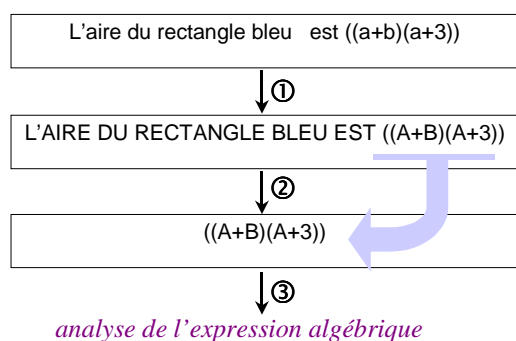 L'aire du rectangle bleu est ((a+b)(a+3))
①
L'AIRE DU RECTANGLE BLEU EST ((A+B)(A+3))
②
((A+B)(A+3))
③
analyse de l'expression algébrique